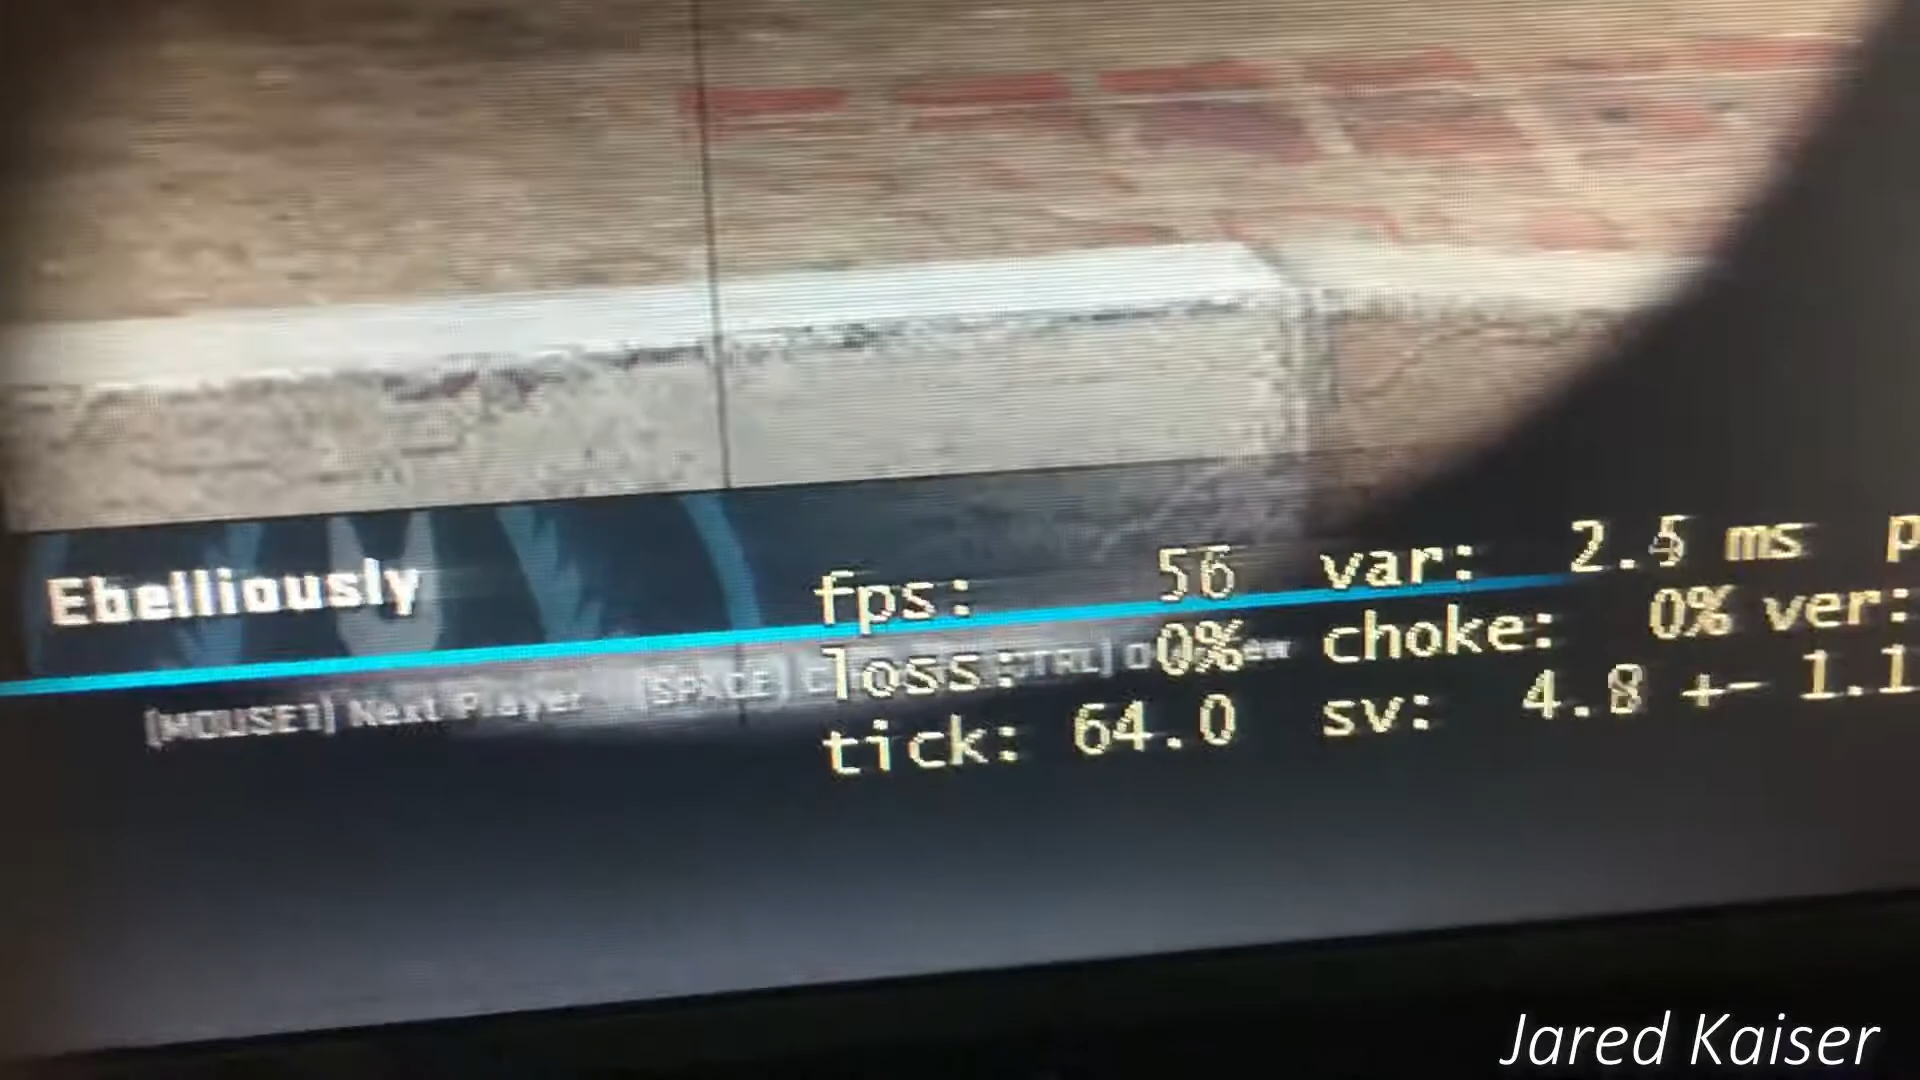 Ebelliously
fps: 56 var: 2.5 ms p
loss: 0% choke: 0% ver:
tick: 64.0 sv: 4.8 +- 1.1
[MOUSE1] Next Player [SPACE]
Jared Kaiser